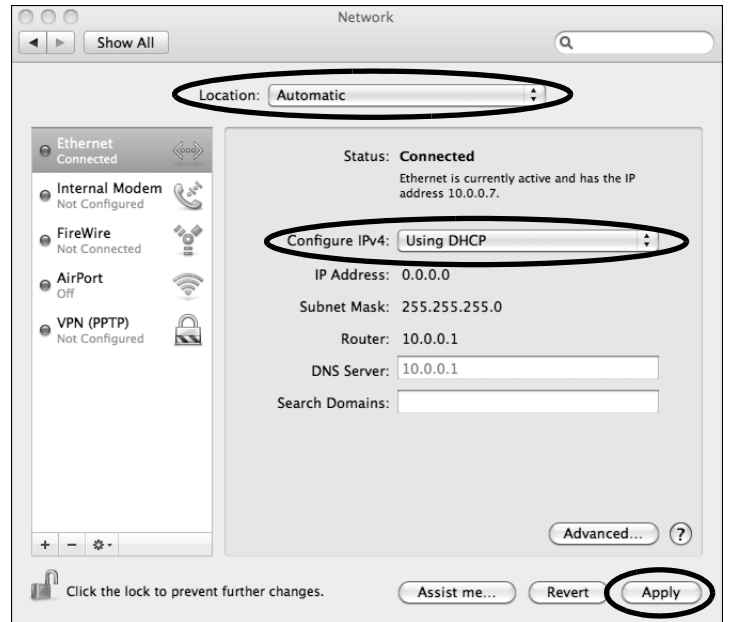 Network
Show All
Location: Automatic
Ethernet
Connected
Internal Modem
Not Configured
FireWire
Not Connected
AirPort
Off
VPN (PPTP)
Not Configured
Status: Connected
Ethernet is currently active and has the IP
address 10.0.0.7.
Configure IPv4: Using DHCP
IP Address: 0.0.0.0
Subnet Mask: 255.255.255.0
Router: 10.0.0.1
DNS Server: 10.0.0.1
Search Domains:
Advanced... ?
+ −
Click the lock to prevent further changes.
Assist me... Revert Apply